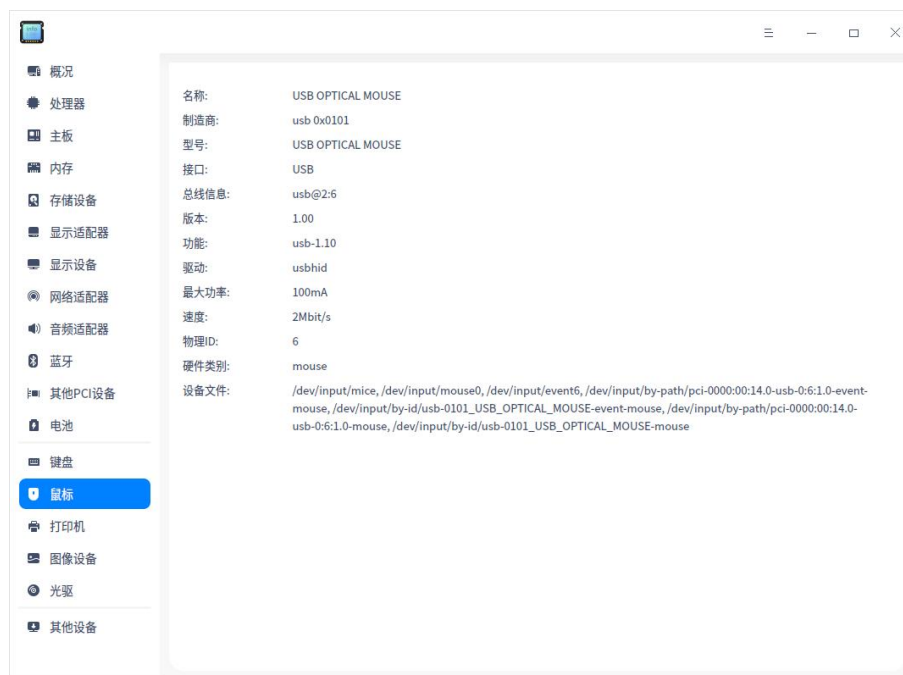 概况
处理器
主板
内存
存储设备
显示适配器
显示设备
网络适配器
音频适配器
蓝牙
其他PCI设备
电池
键盘
鼠标
打印机
图像设备
光驱
其他设备
名称: USB OPTICAL MOUSE
制造商: usb 0x0101
型号: USB OPTICAL MOUSE
接口: USB
总线信息: usb@2:6
版本: 1.00
功能: usb-1.10
驱动: usbhid
最大功率: 100mA
速度: 2Mbit/s
物理ID: 6
硬件类别: mouse
设备文件: /dev/input/mice, /dev/input/mouse0, /dev/input/event6, /dev/input/by-path/pci-0000:00:14.0-usb-0:6:1.0-event-
mouse, /dev/input/by-id/usb-0101_USB_OPTICAL_MOUSE-event-mouse, /dev/input/by-path/pci-0000:00:14.0-
usb-0:6:1.0-mouse, /dev/input/by-id/usb-0101_USB_OPTICAL_MOUSE-mouse